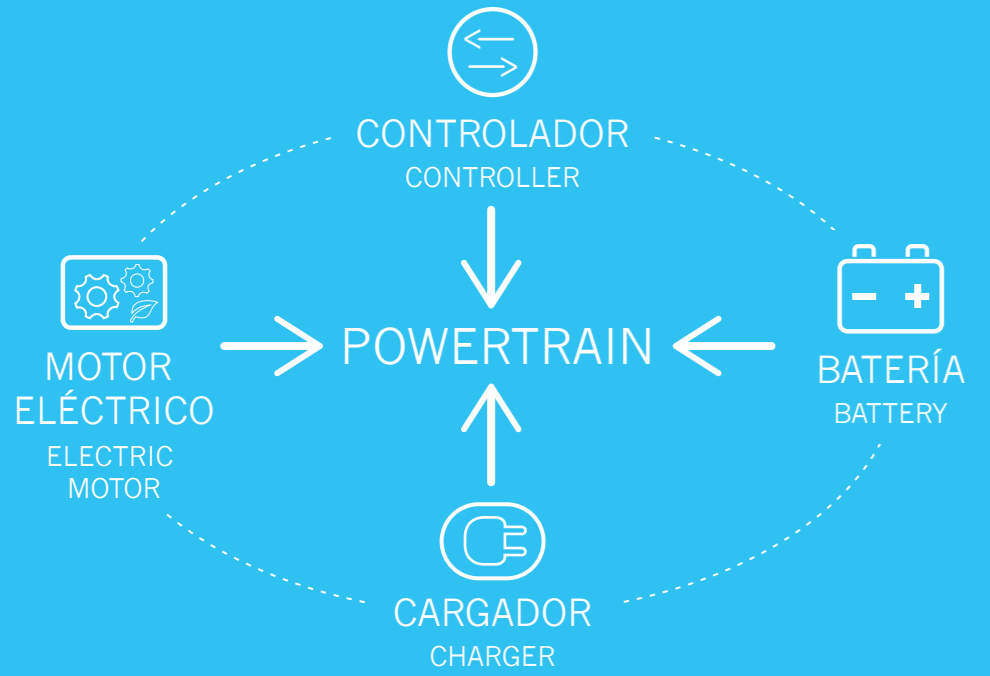 CONTROLADOR
CONTROLLER
MOTOR
ELÉCTRICO
ELECTRIC
MOTOR
POWERTRAIN
BATERÍA
BATTERY
CARGADOR
CHARGER